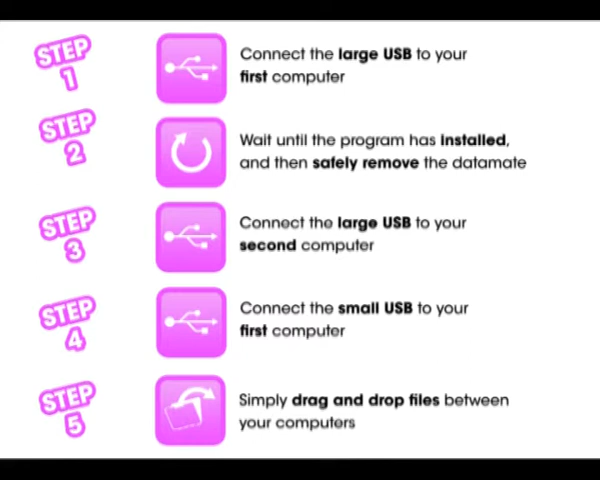 STEP
1
Connect the large USB to your
first computer
STEP
2
Wait until the program has installed,
and then safely remove the datamate
STEP
3
Connect the large USB to your
second computer
STEP
4
Connect the small USB to your
first computer
STEP
5
Simply drag and drop files between
your computers